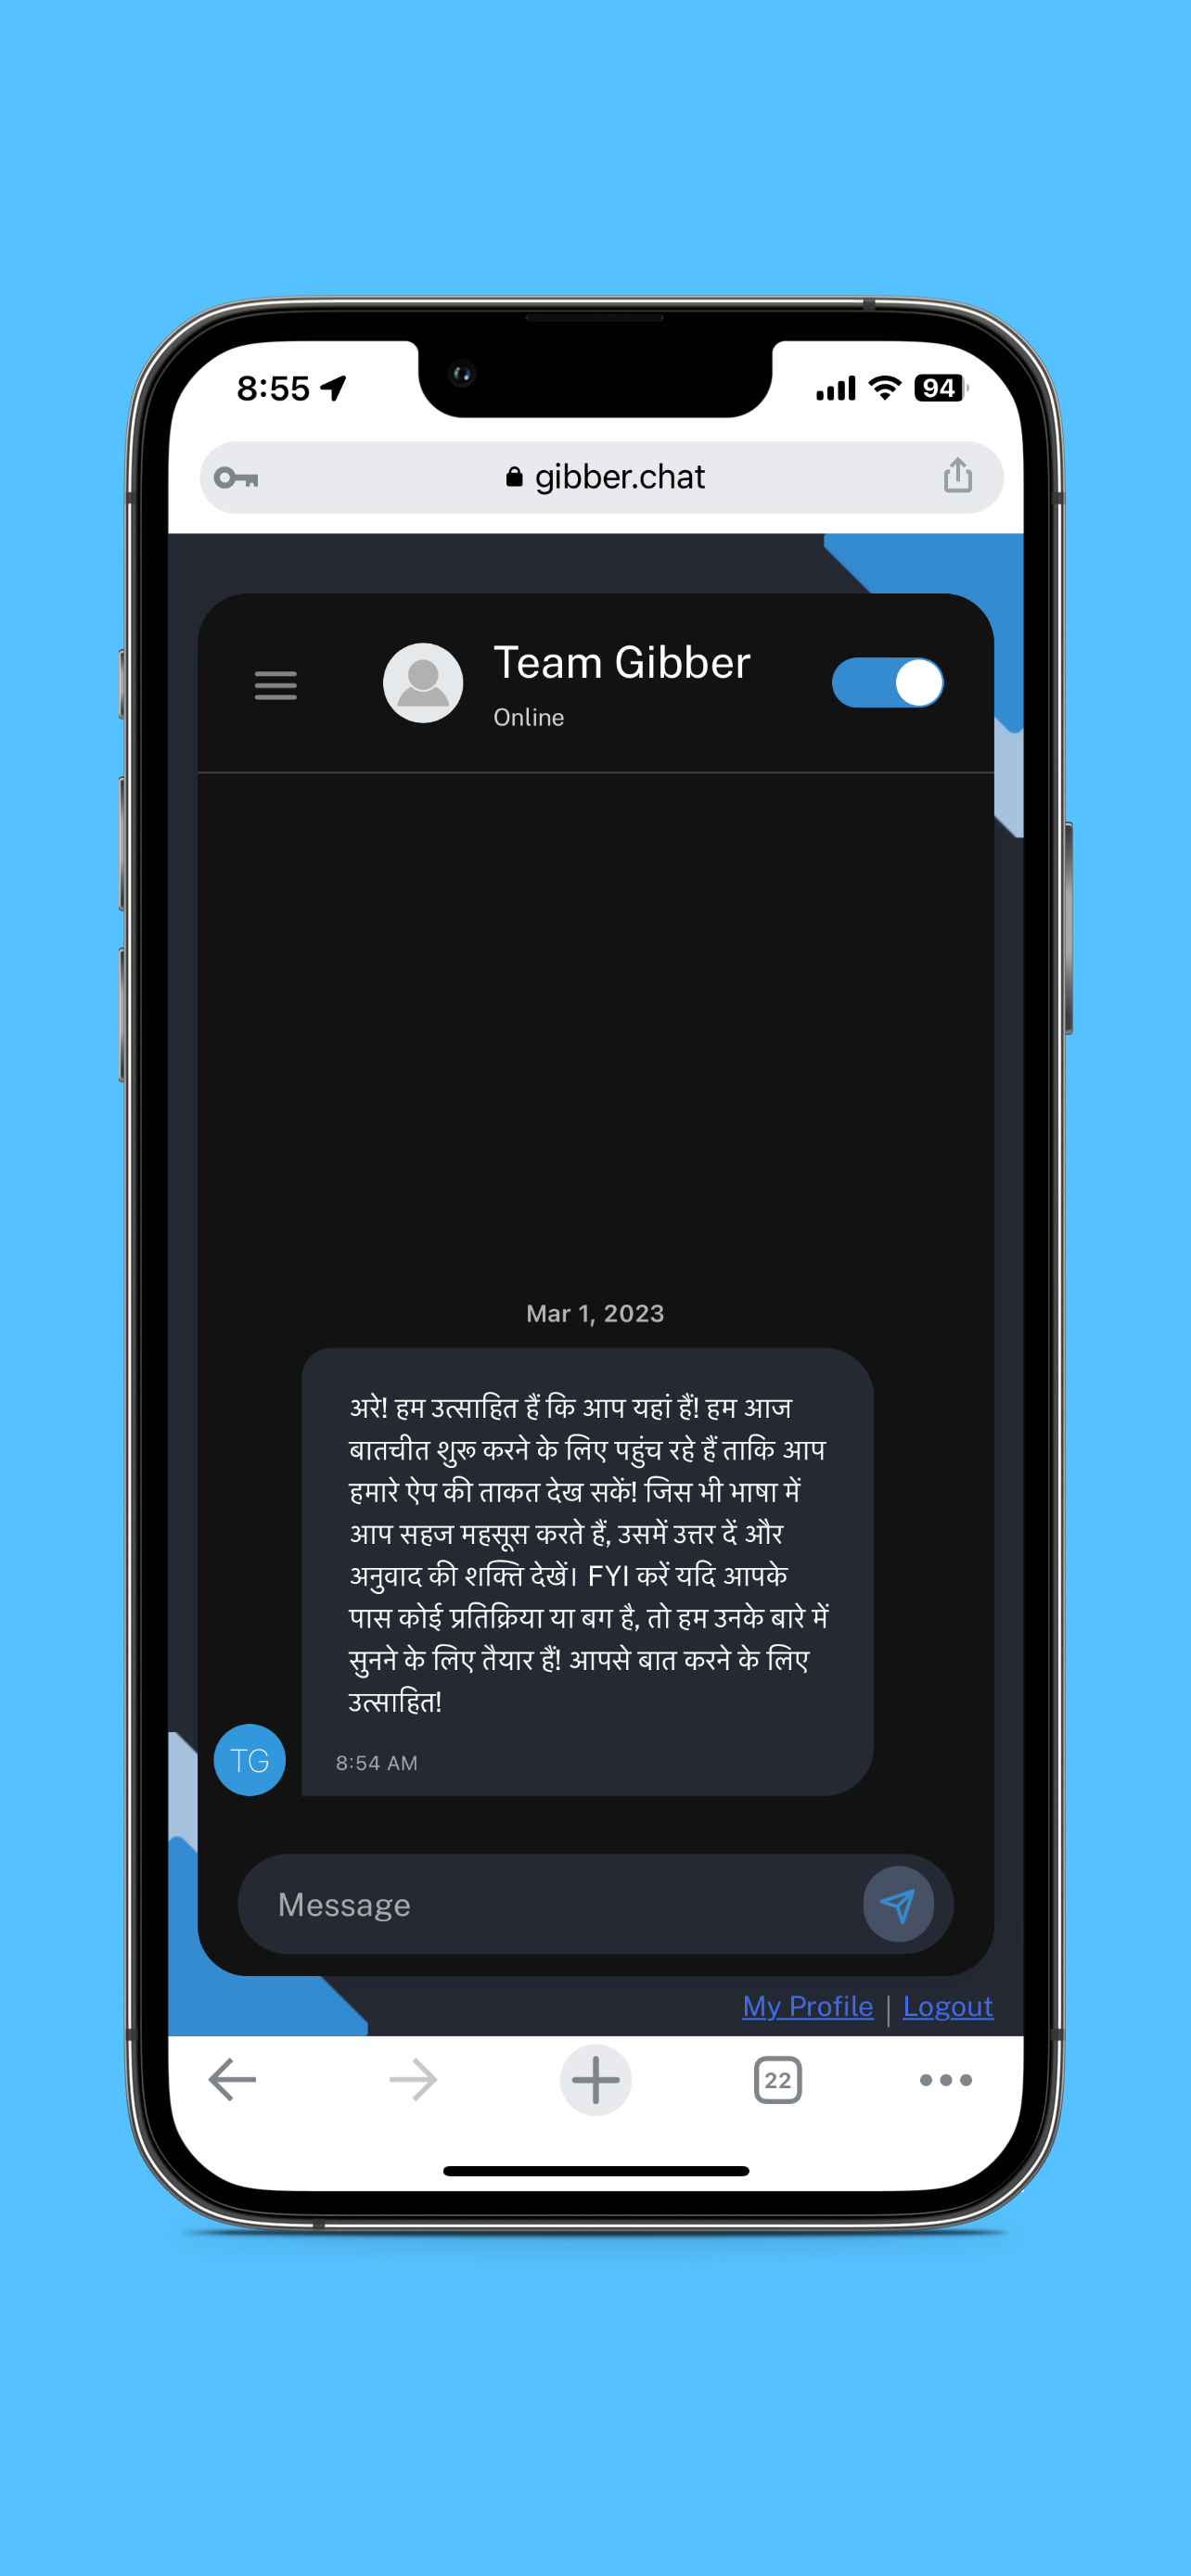 8:55
94
gibber.chat
Team Gibber
Online
Mar 1, 2023
अरे! हम उत्साहित हैं कि आप यहां हैं! हम आज
बातचीत शुरू करने के लिए पहुंच रहे हैं ताकि आप
हमारे ऐप की ताकत देख सकें! जिस भी भाषा में
आप सहज महसूस करते हैं, उसमें उत्तर दें और
अनुवाद की शक्ति देखें। FYI करें यदि आपके
पास कोई प्रतिक्रिया या बग है, तो हम उनके बारे में
सुनने के लिए तैयार हैं! आपसे बात करने के लिए
उत्साहित!
TG
8:54 AM
Message
My Profile | Logout
22